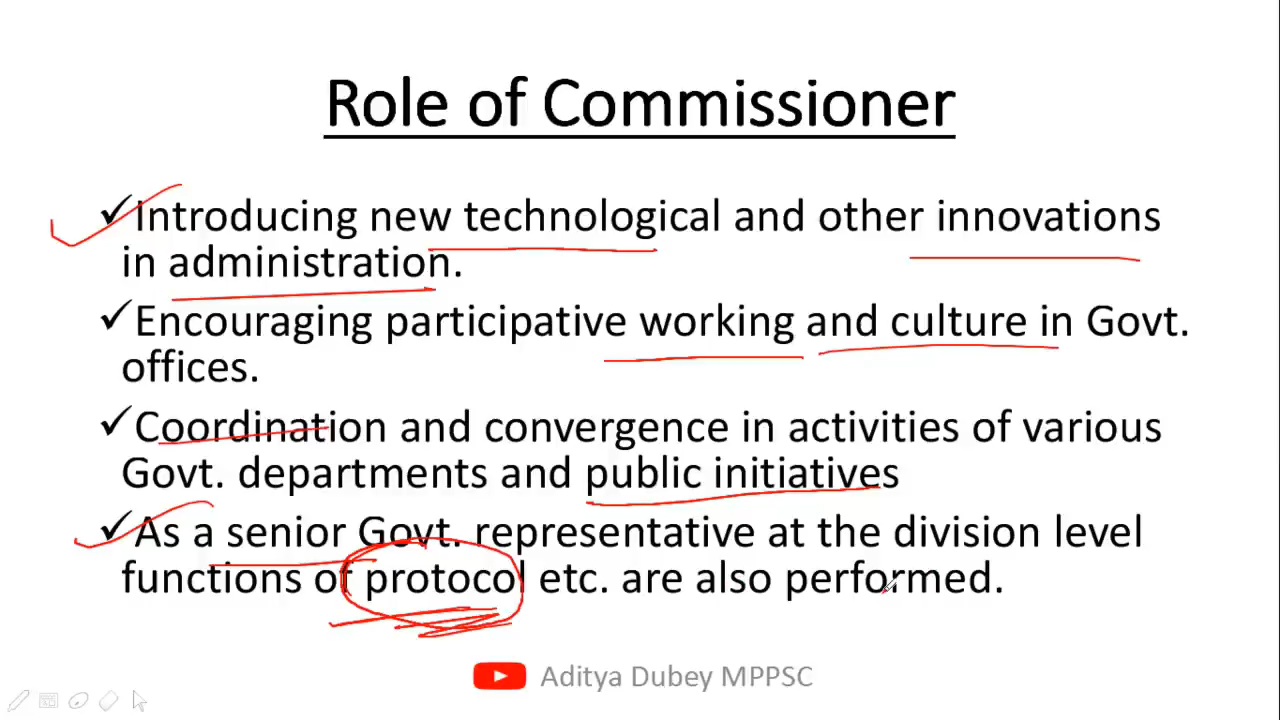 Role of Commissioner
✓Introducing new technological and other innovations
in administration.
✓Encouraging participative working and culture in Govt.
offices.
✓Coordination and convergence in activities of various
Govt. departments and public initiatives
✓As a senior Govt. representative at the division level
functions of protocol etc. are also performed.
Aditya Dubey MPPSC